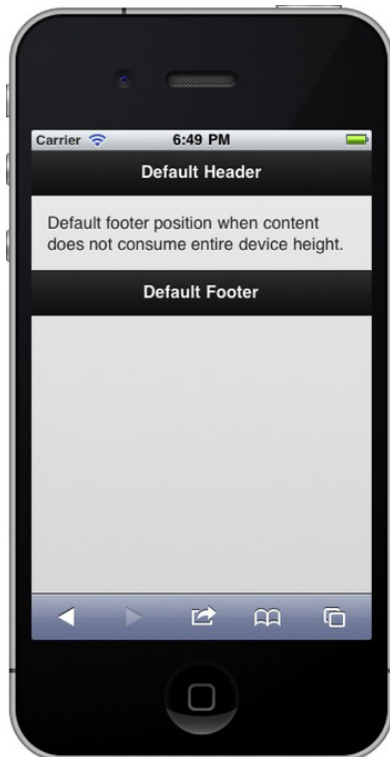 Carrier 6:49 PM
Default Header
Default footer position when content
does not consume entire device height.
Default Footer